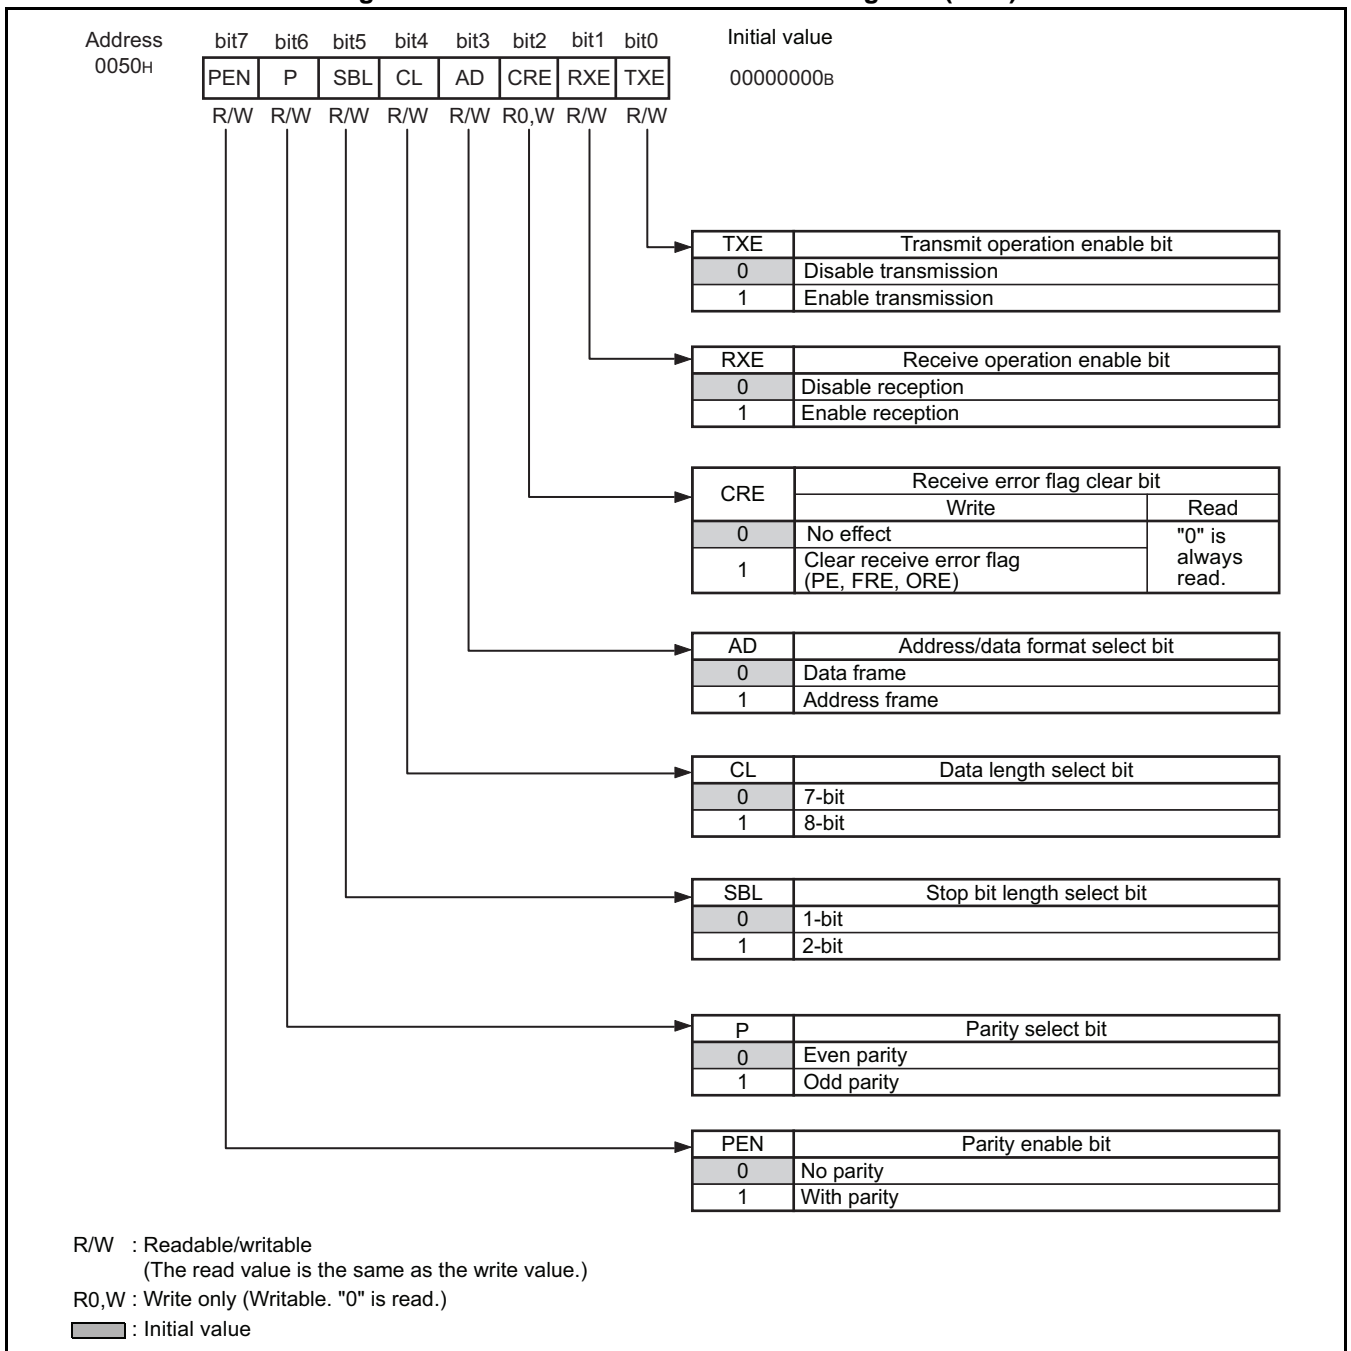 Address bit7 bit6 bit5 bit4 bit3 bit2 bit1 bit0 Initial value
0050H PEN P SBL CL AD CRE RXE TXE 00000000B
R/W R/W R/W R/W R/W R0,W R/W R/W
TXE Transmit operation enable bit
0 Disable transmission
1 Enable transmission
RXE Receive operation enable bit
0 Disable reception
1 Enable reception
CRE Receive error flag clear bit
Write Read
0 No effect "0" is
always
read.
1 Clear receive error flag
(PE, FRE, ORE)
AD Address/data format select bit
0 Data frame
1 Address frame
CL Data length select bit
0 7-bit
1 8-bit
SBL Stop bit length select bit
0 1-bit
1 2-bit
P Parity select bit
0 Even parity
1 Odd parity
PEN Parity enable bit
0 No parity
1 With parity
R/W : Readable/writable
(The read value is the same as the write value.)
R0,W : Write only (Writable. "0" is read.)
: Initial value